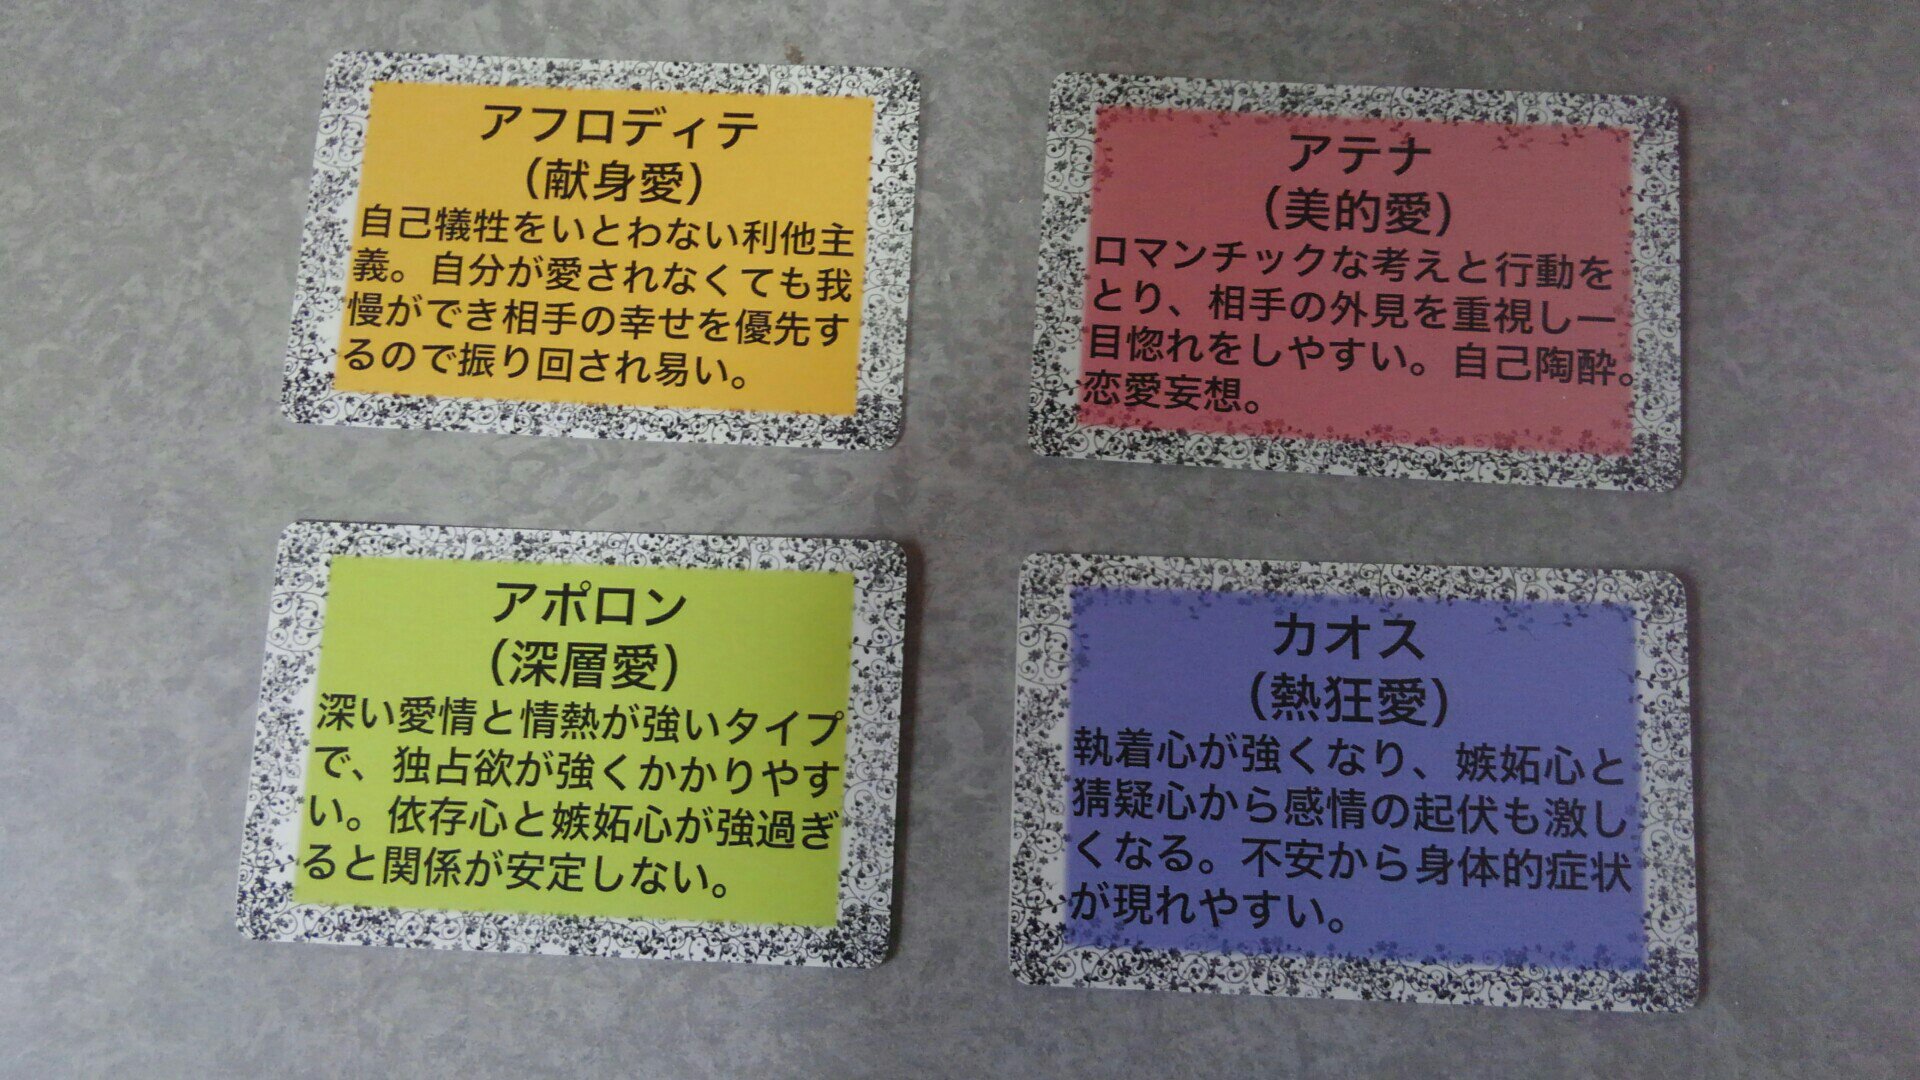 アフロディテ
（献身愛）
自己犠牲をいとわない利他主
義。自分が愛されなくても我
慢ができ相手の幸せを優先す
るので振り回され易い。
アテナ
（美的愛）
ロマンチックな考えと行動を
とり、相手の外見を重視し一
目惚れをしやすい。自己陶酔。
恋愛妄想。
アポロン
（深層愛）
深い愛情と情熱が強いタイプ
で、独占欲が強くかかりやす
い。依存心と嫉妬心が強過ぎ
ると関係が安定しない。
カオス
（熱狂愛）
執着心が強くなり、嫉妬心と
猜疑心から感情の起伏も激し
くなる。不安から身体的症状
が現れやすい。